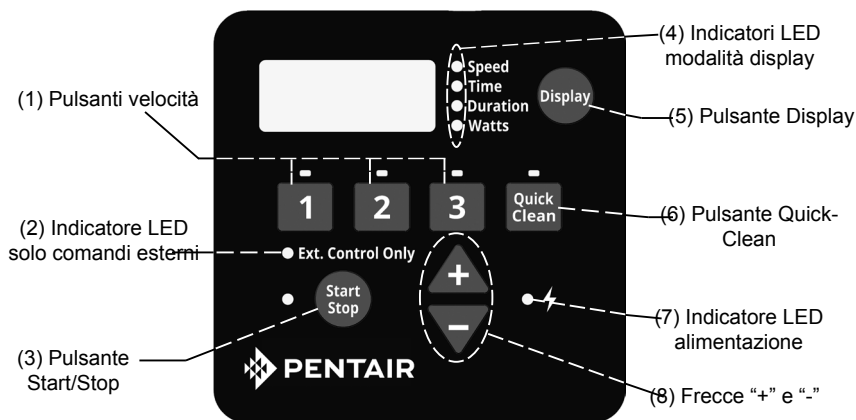 (4) Indicatori LED
modalità display
Speed
Time
Duration
Watts
Display
(5) Pulsante Display
(1) Pulsanti velocità
1
2
3
Quick
Clean
(6) Pulsante Quick-
Clean
(2) Indicatore LED
solo comandi esterni
Ext. Control Only
Start
Stop
+
-
(7) Indicatore LED
alimentazione
(3) Pulsante
Start/Stop
PENTAIR
(8) Frecce “+” e “-”